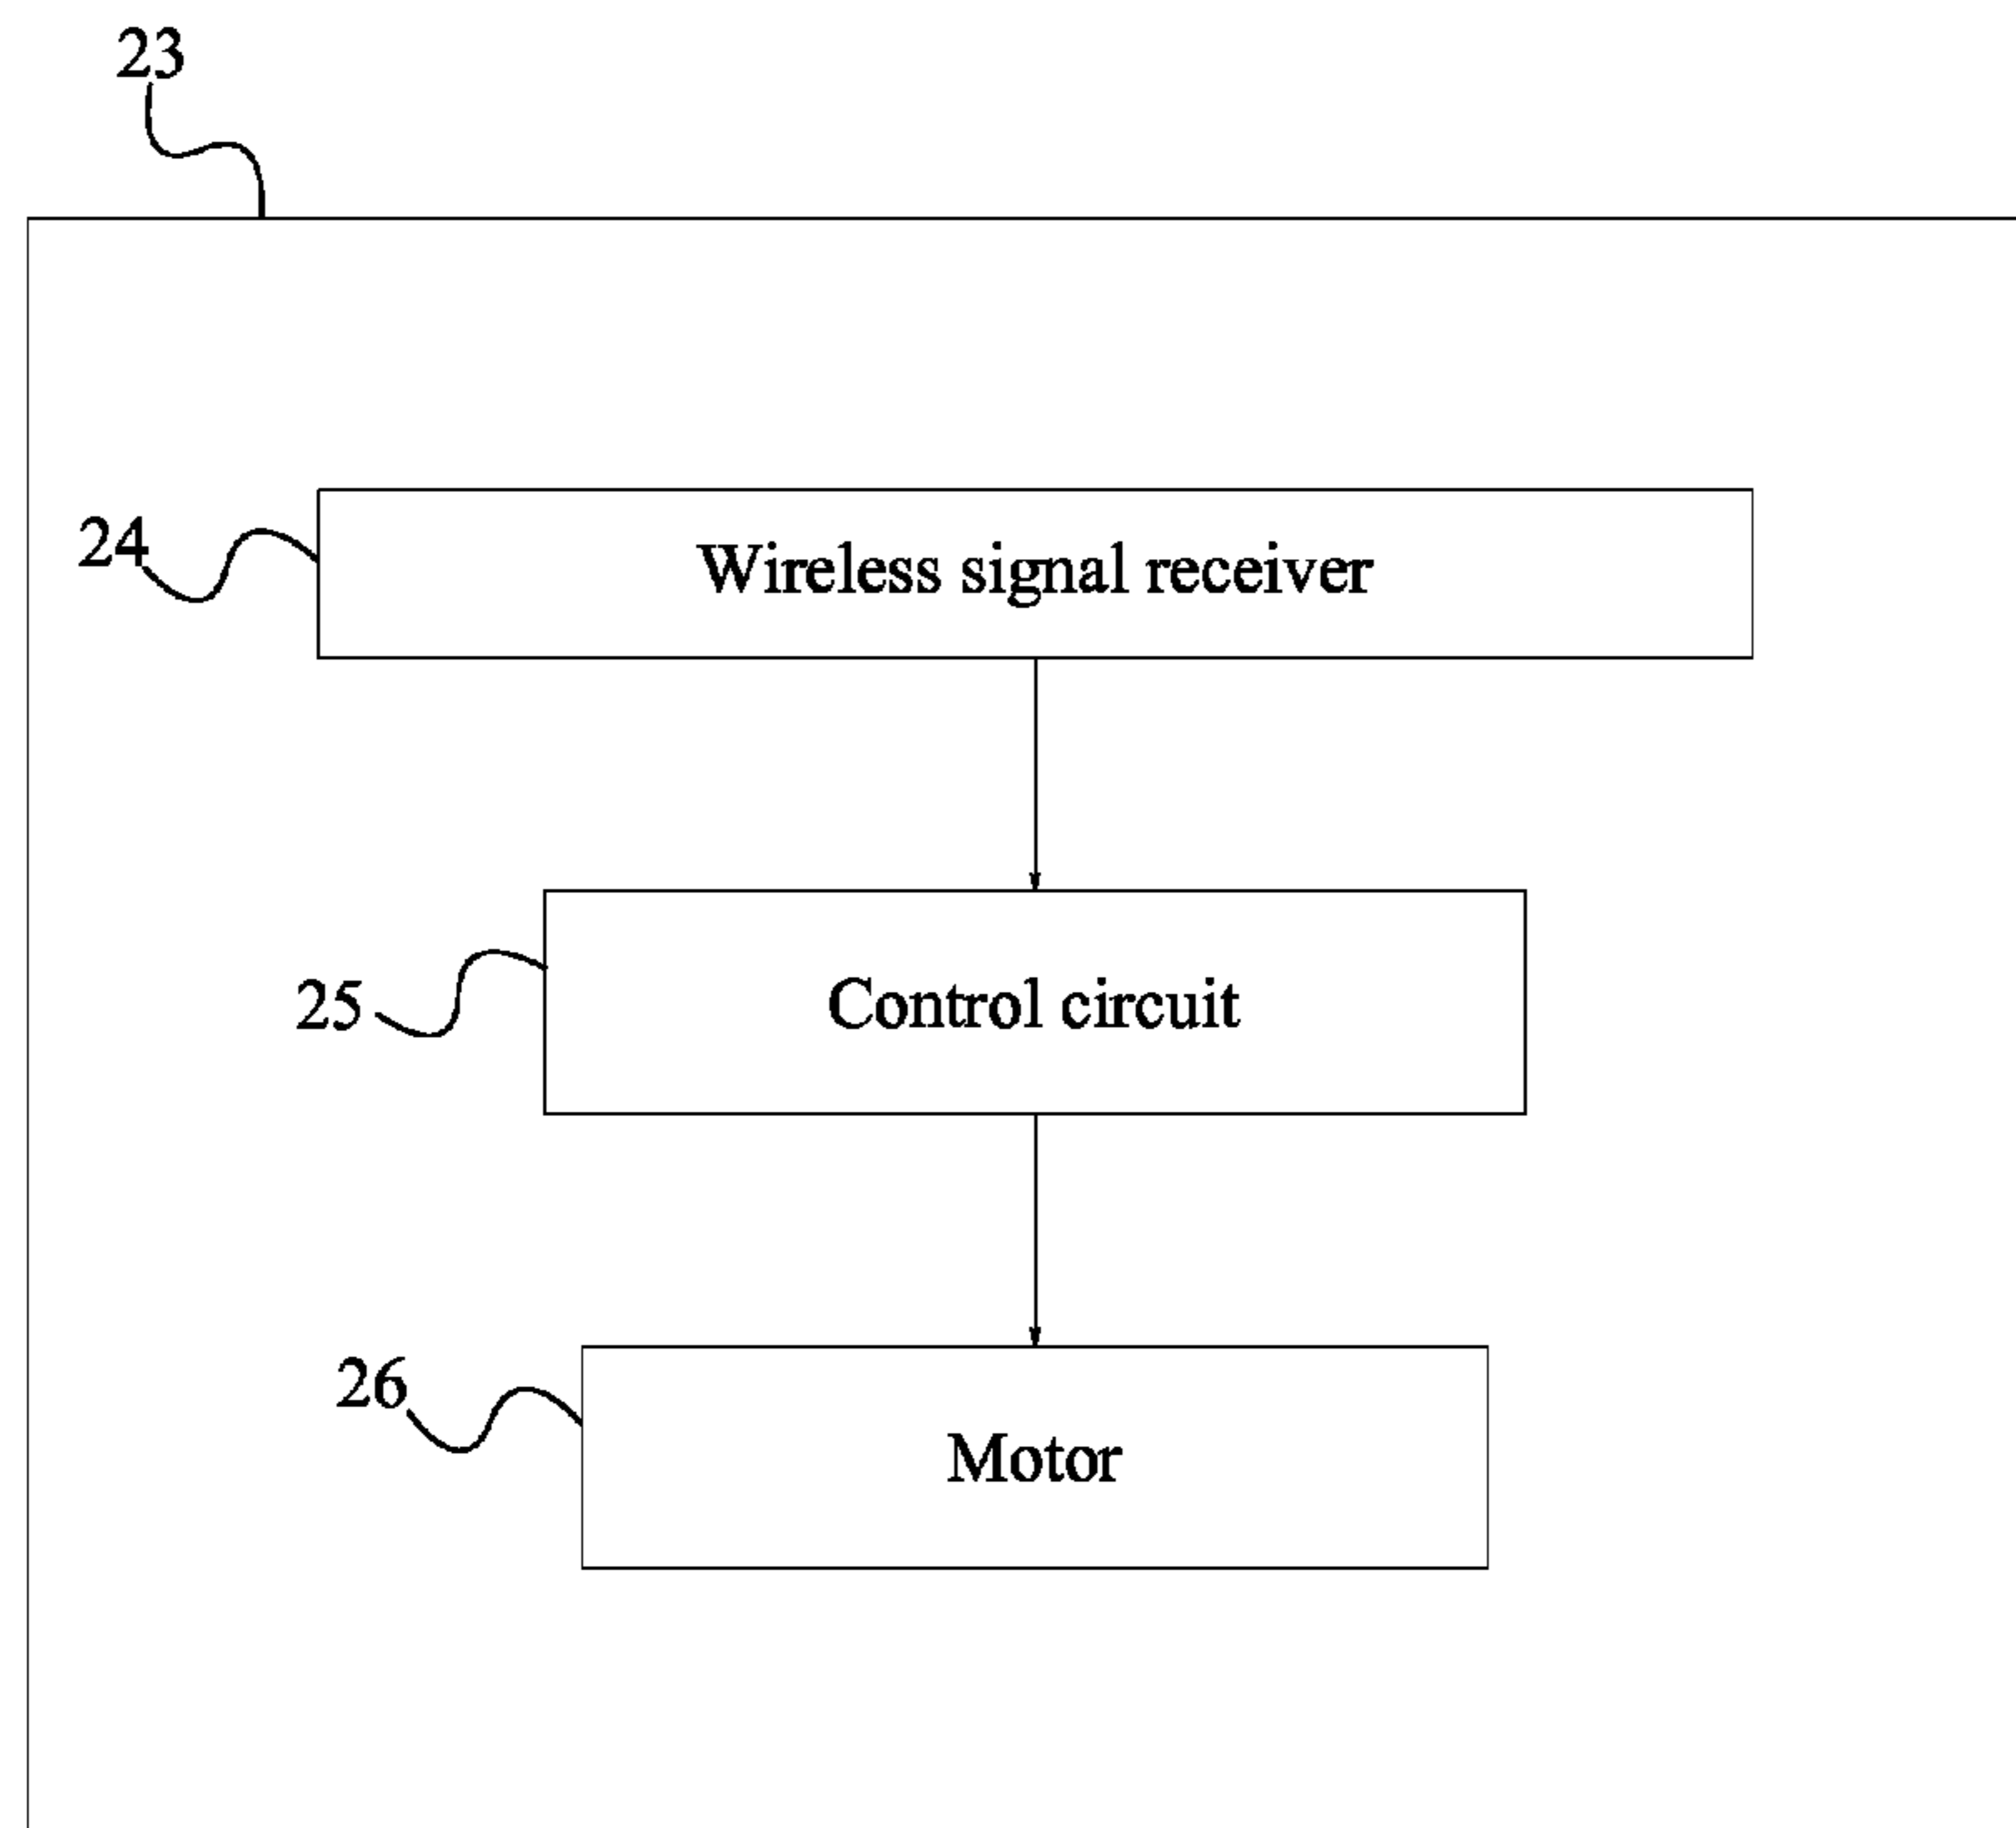 23
24
Wireless signal receiver
25
Control circuit
26
Motor